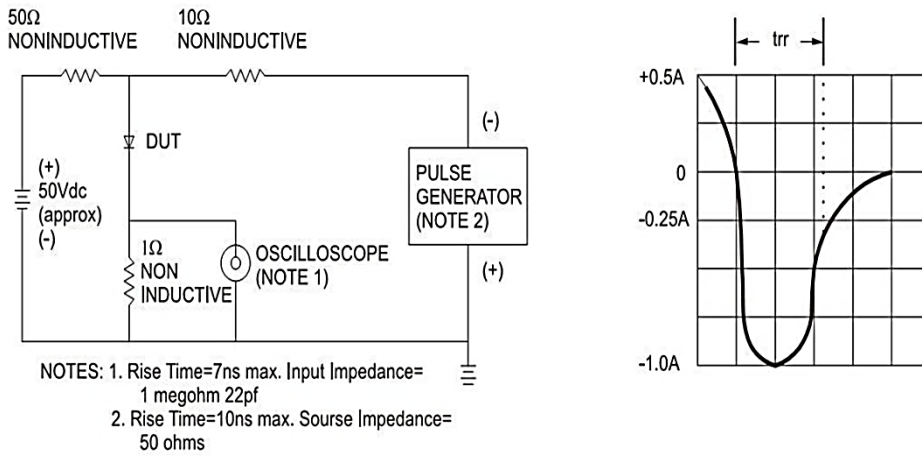 50Ω
NONINDUCTIVE
10Ω
NONINDUCTIVE
DUT
(+)
50Vdc
(approx)
(-)
1Ω
NON
INDUCTIVE
OSCILLOSCOPE
(NOTE 1)
(-)
PULSE
GENERATOR
(NOTE 2)
(+)
NOTES: 1. Rise Time=7ns max. Input Impedance=
1 megohm 22pf
2. Rise Time=10ns max. Sourse Impedance=
50 ohms
trr
+0.5A
0
-0.25A
-1.0A